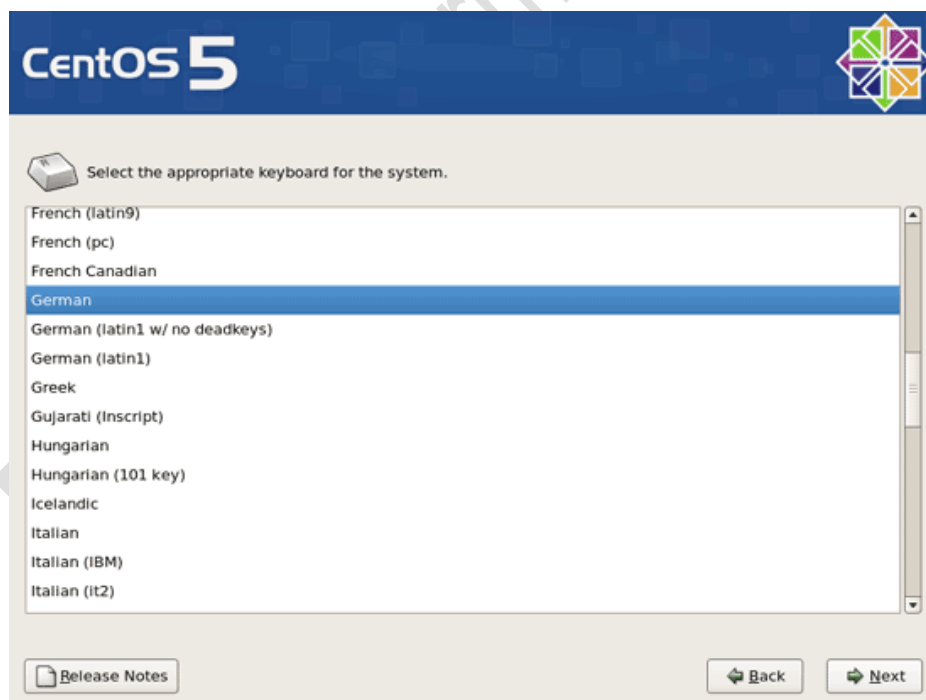 CentOS 5
Select the appropriate keyboard for the system.
French (latin9)
French (pc)
French Canadian
German
German (latin1 w/ no deadkeys)
German (latin1)
Greek
Gujarati (Inscript)
Hungarian
Hungarian (101 key)
Icelandic
Italian
Italian (IBM)
Italian (it2)
Release Notes
Back
Next